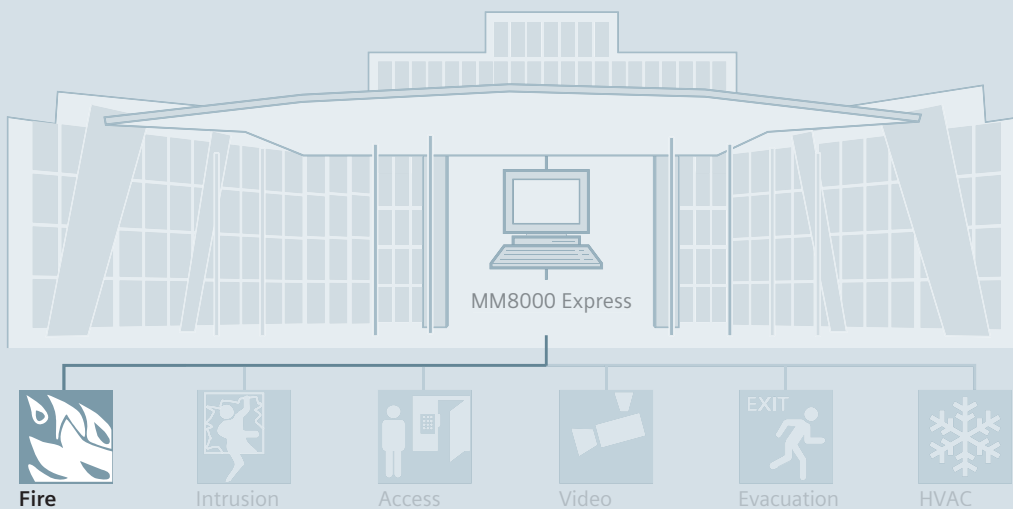 MM8000 Express
EXIT
Fire
Intrusion
Access
Video
Evacuation
HVAC